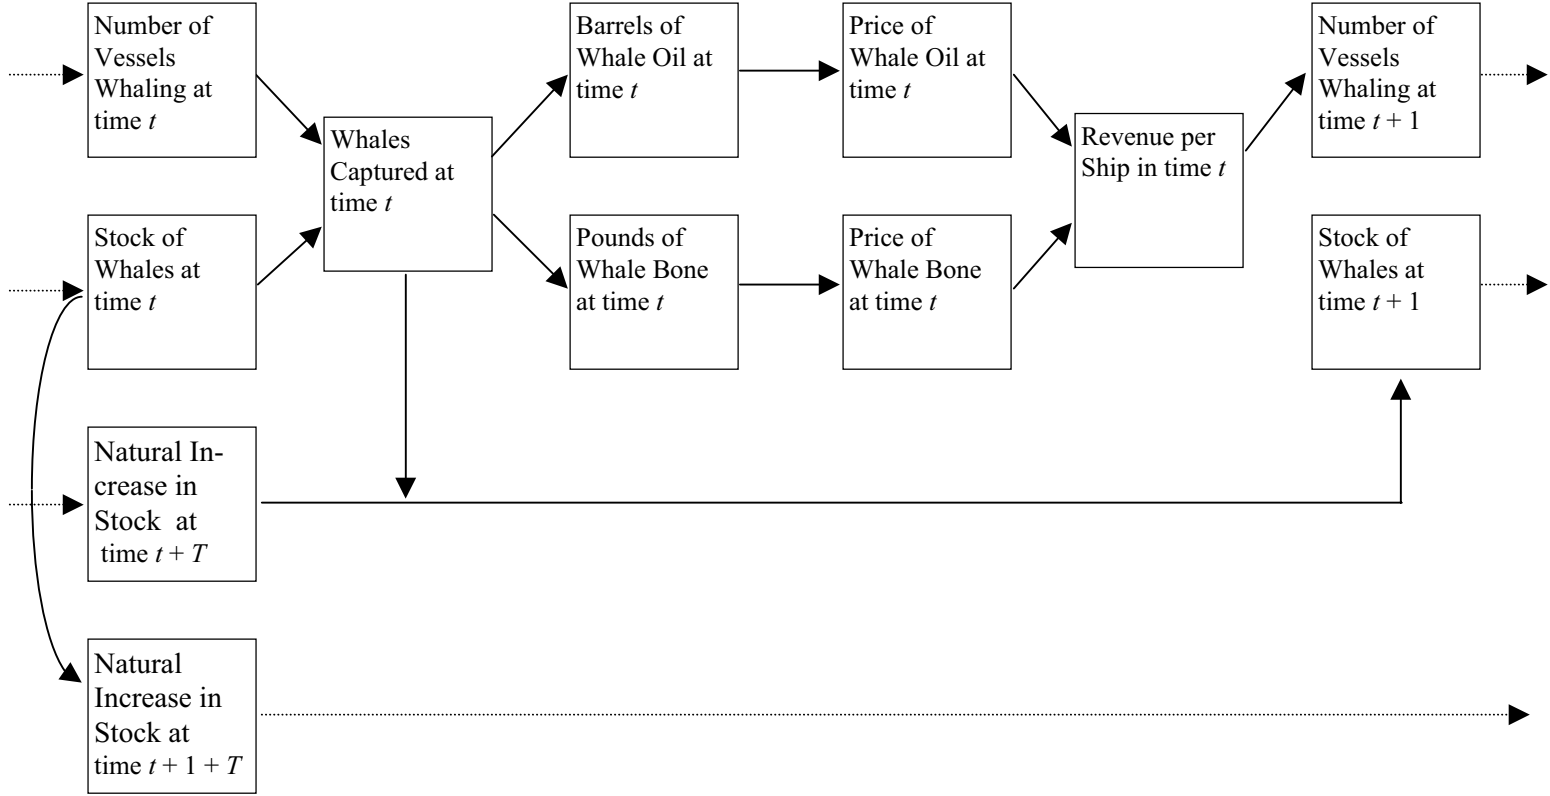 Number of
Vessels
Whaling at
time t
Whales
Captured at
time t
Barrels of
Whale Oil at
time t
Price of
Whale Oil at
time t
Revenue per
Ship in time t
Number of
Vessels
Whaling at
time t + 1
Stock of
Whales at
time t
Pounds of
Whale Bone
at time t
Price of
Whale Bone
at time t
Stock of
Whales at
time t + 1
Natural In-
crease in
Stock at
time t + T
Natural
Increase in
Stock at
time t + 1 + T